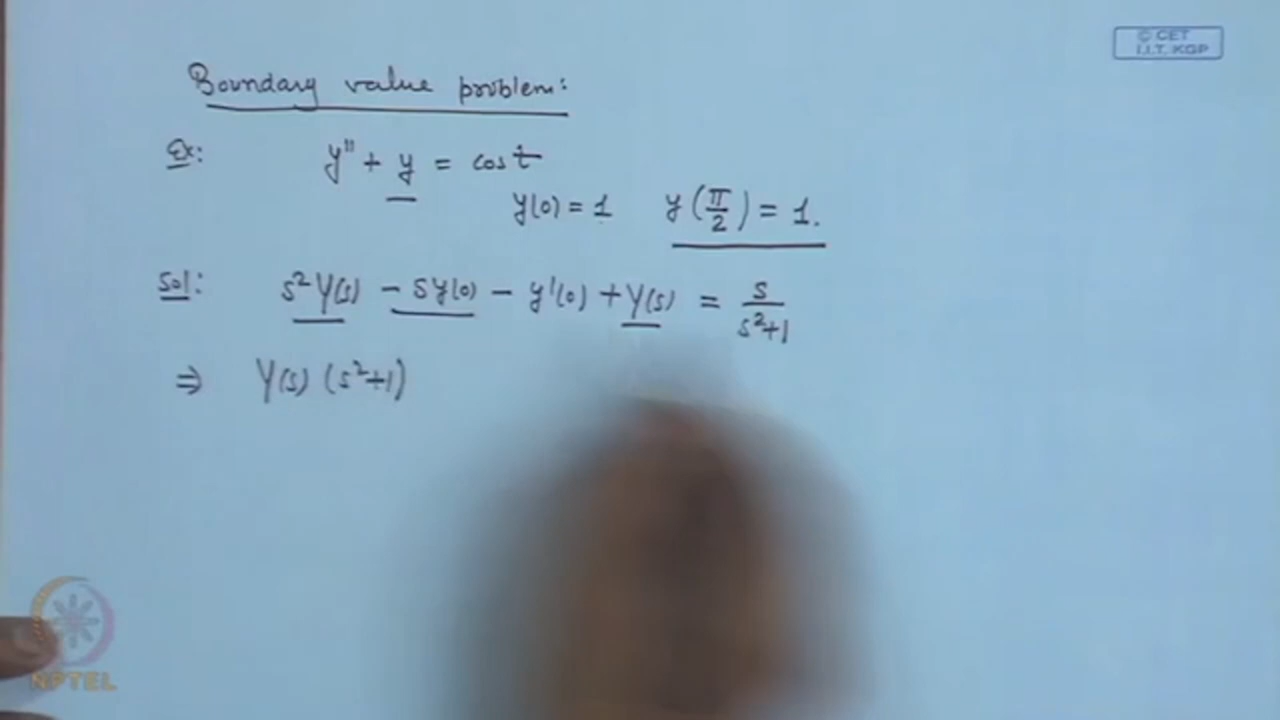 © CET
I.I.T. KGP
Boundary value problem:
Ex: y'' + y = cos t
y(0) = 1 y(π/2) = 1.
Sol: s² Y(s) - sy(0) - y'(0) + Y(s) = s/(s²+1)
⇒ Y(s) (s²+1)
NPTEL